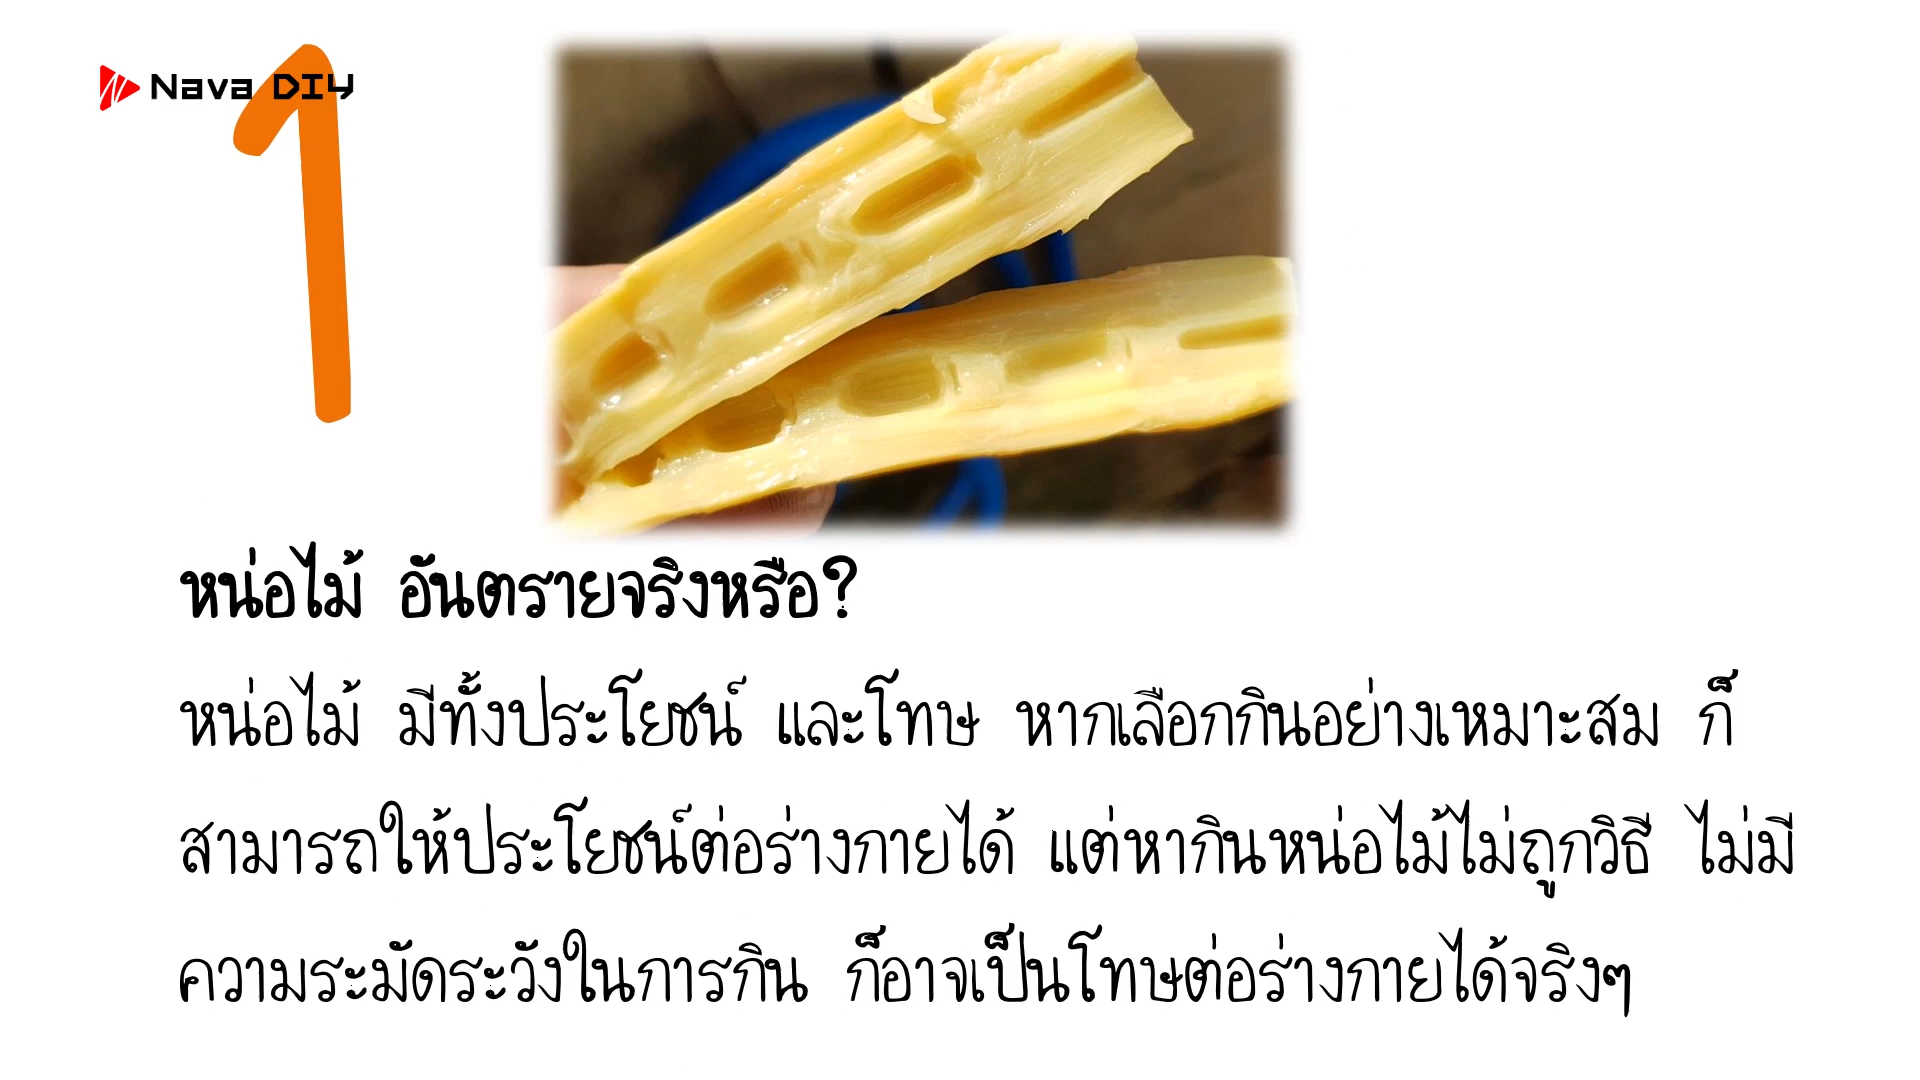 1
Nava DIY
หน่อไม้ อันตรายจริงหรือ?
หน่อไม้ มีทั้งประโยชน์ และโทษ หากเลือกกินอย่างเหมาะสม ก็
สามารถให้ประโยชน์ต่อร่างกายได้ แต่หากินหน่อไม้ไม่ถูกวิธี ไม่มี
ความระมัดระวังในการกิน ก็อาจเป็นโทษต่อร่างกายได้จริงๆ